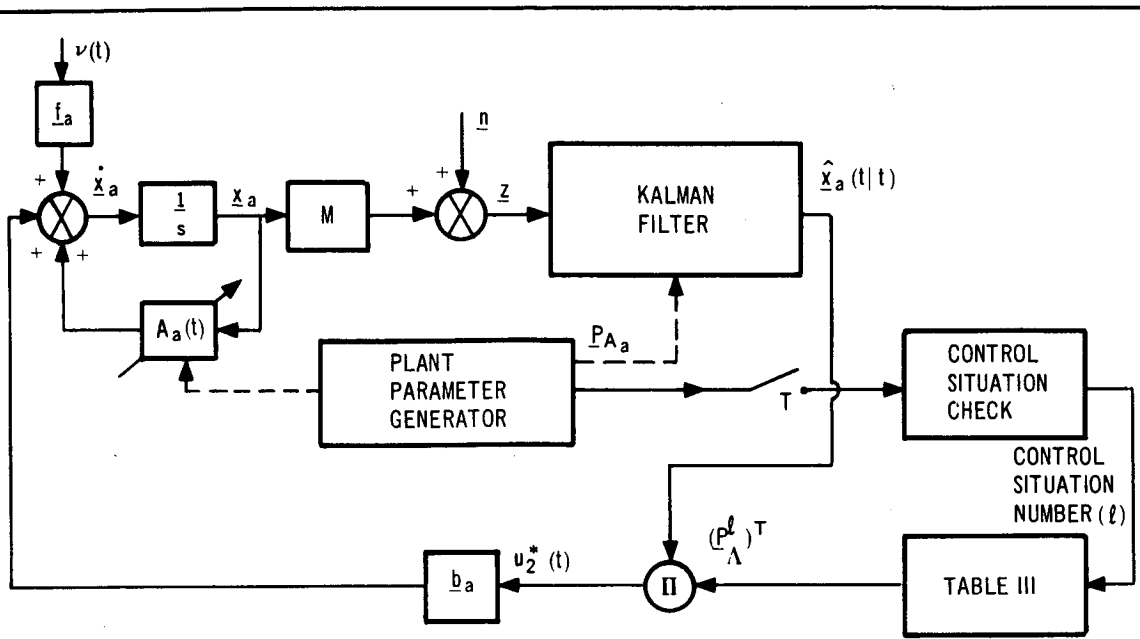 ν(t)
f_a
+
ẋ_a
1/s
x_a
M
+
+
n
z
KALMAN
FILTER
x̂_a(t|t)
+
+
+
A_a(t)
PLANT
PARAMETER
GENERATOR
P_A_a
T
CONTROL
SITUATION
CHECK
CONTROL
SITUATION
NUMBER (ℓ)
TABLE III
(P_Λ^ℓ)^T
Π
u_2^*(t)
b_a